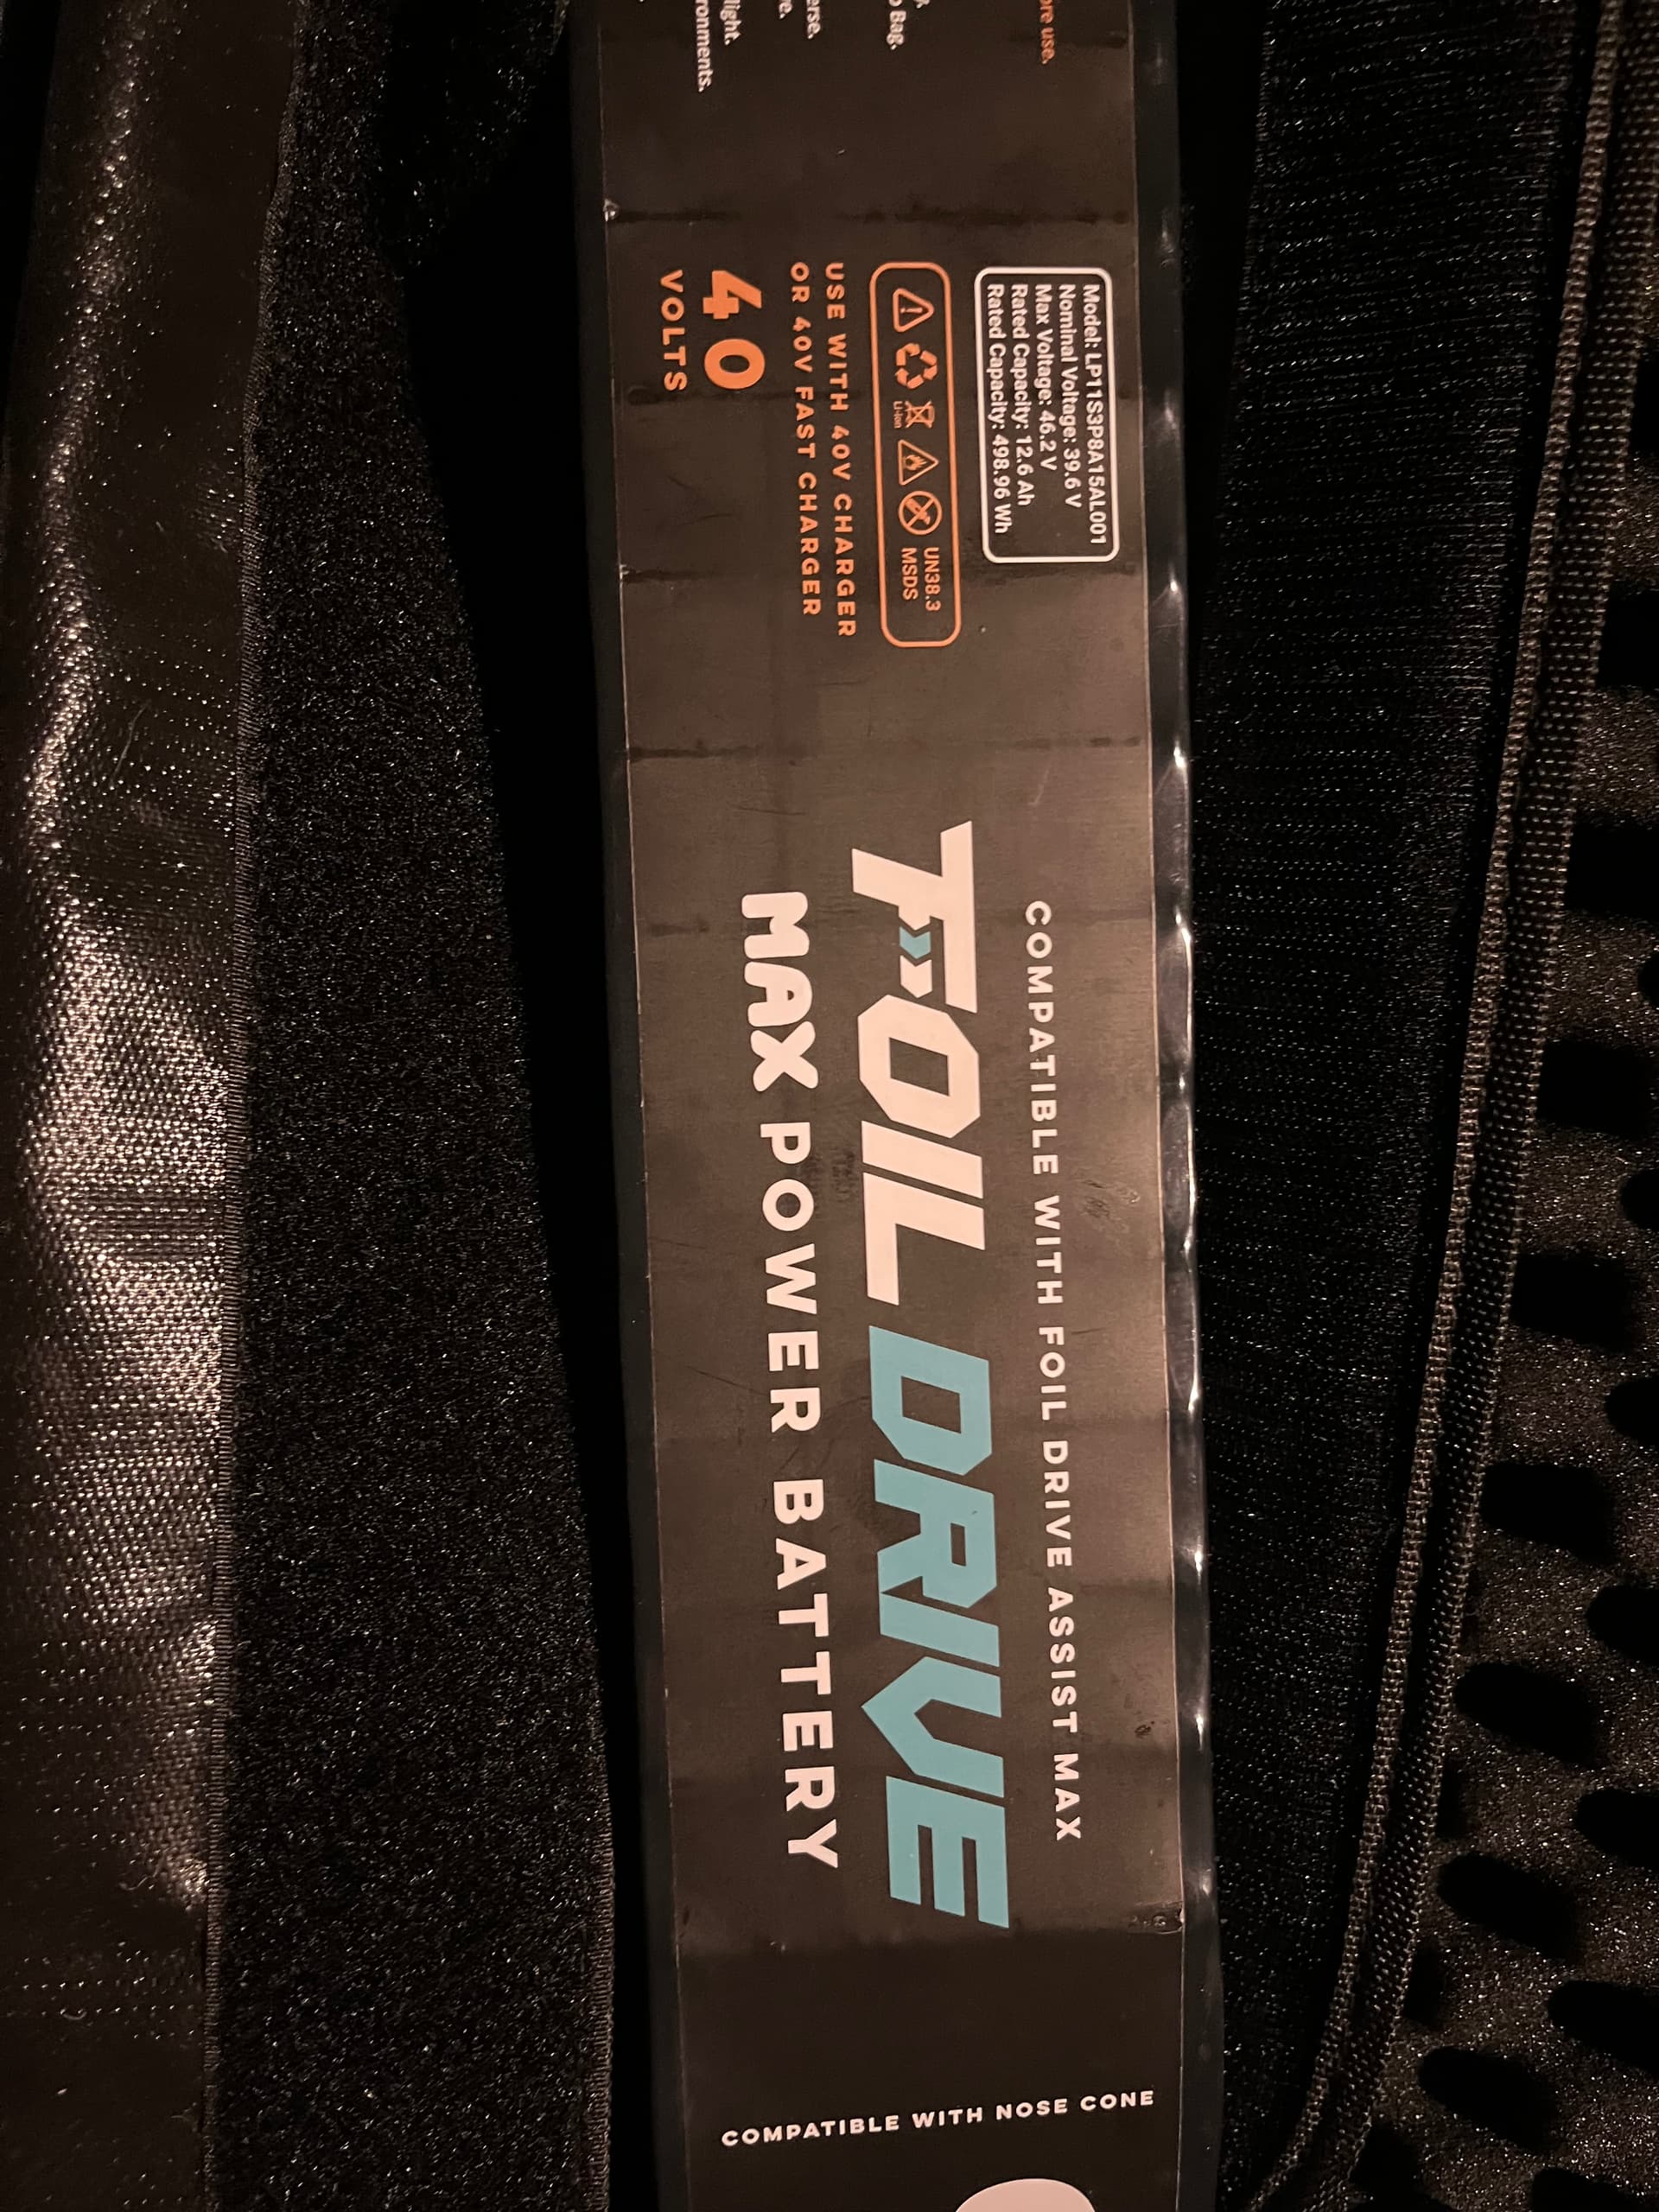 ore use.
Bag.
erse.
e.
light.
ronments.
Model: LP11S3P8A15AL001
Nominal Voltage: 39.6 V
Max Voltage: 46.2 V
Rated Capacity: 12.6 Ah
Rated Capacity: 498.96 Wh
Li-ion
UN38.3
MSDS
USE WITH 40V CHARGER
OR 40V FAST CHARGER
40
VOLTS
COMPATIBLE WITH FOIL DRIVE ASSIST MAX
FOIL DRIVE
MAX POWER BATTERY
COMPATIBLE WITH NOSE CONE